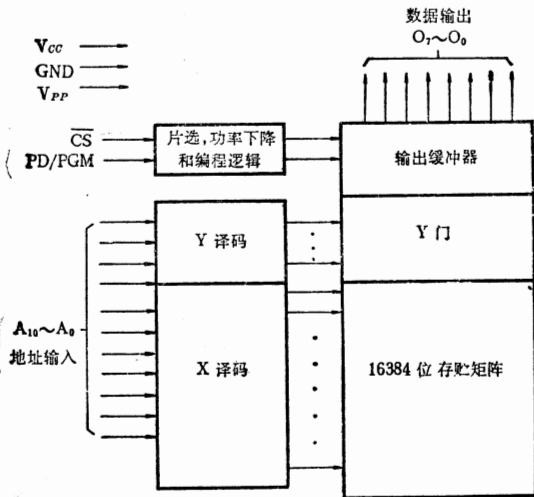 数据输出
O₇～O₀
V_CC
GND
V_PP
C̅S̅
PD/PGM
片选,功率下降
和编程逻辑
输出缓冲器
Y 译码
Y 门
A₁₀～A₀
地址输入
X 译码
16384 位 存贮矩阵